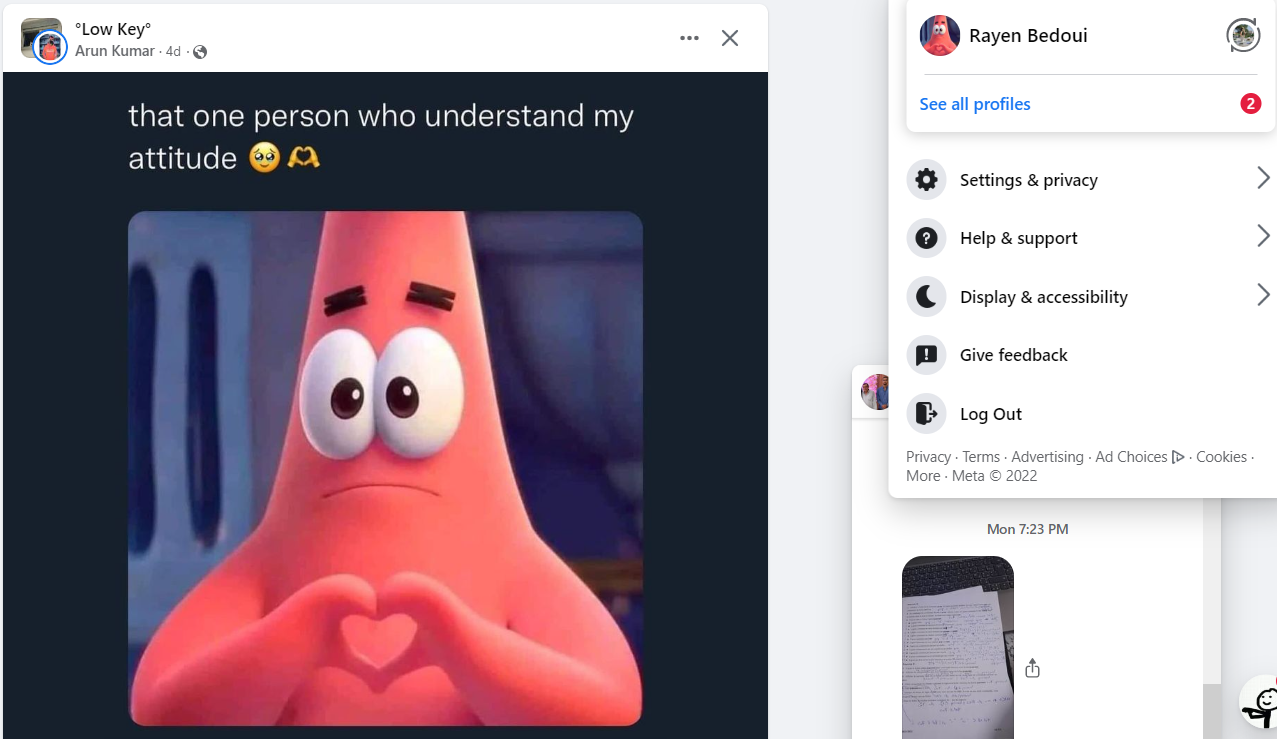 °Low Key°
Arun Kumar · 4d ·
that one person who understand my
attitude 🥹🫶
Rayen Bedoui
See all profiles
2
Settings & privacy
Help & support
Display & accessibility
Give feedback
Log Out
Privacy · Terms · Advertising · Ad Choices · Cookies ·
More · Meta © 2022
Mon 7:23 PM